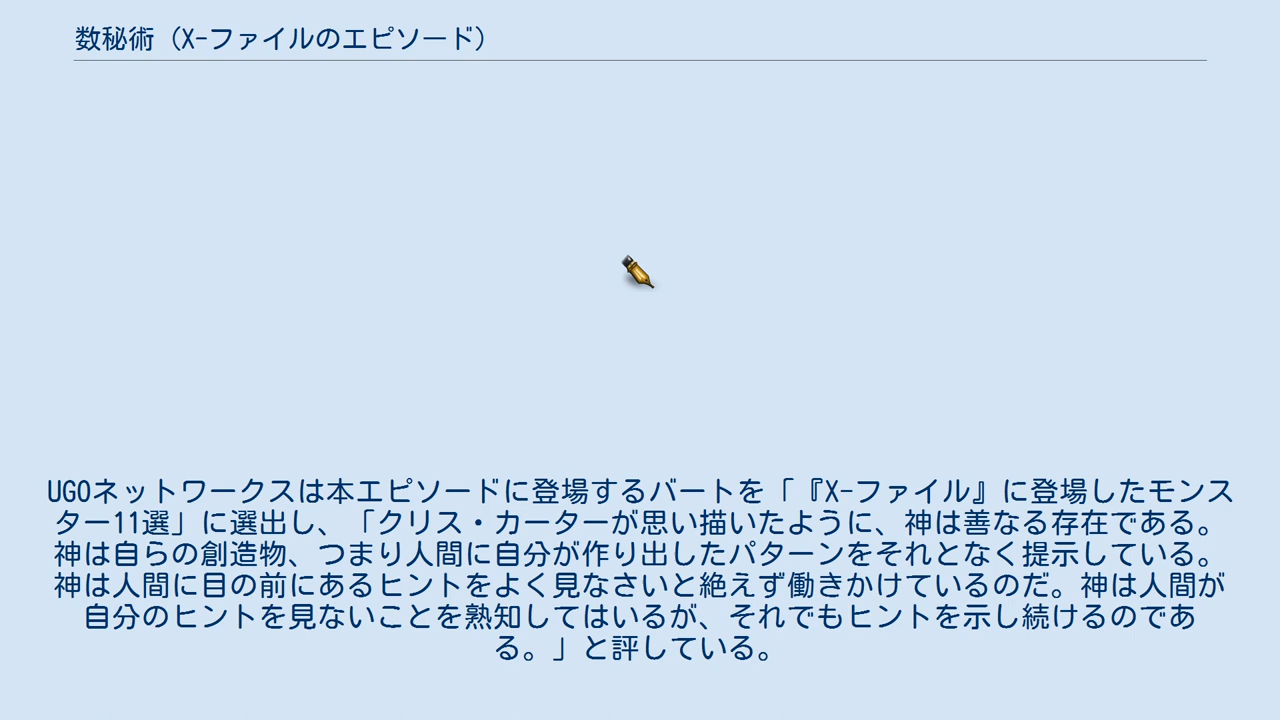 数秘術（X-ファイルのエピソード）
UGOネットワークスは本エピソードに登場するバートを「『X-ファイル』に登場したモンス
ター11選」に選出し、「クリス・カーターが思い描いたように、神は善なる存在である。
神は自らの創造物、つまり人間に自分が作り出したパターンをそれとなく提示している。
神は人間に目の前にあるヒントをよく見なさいと絶えず働きかけているのだ。神は人間が
自分のヒントを見ないことを熟知してはいるが、それでもヒントを示し続けるのであ
る。」と評している。